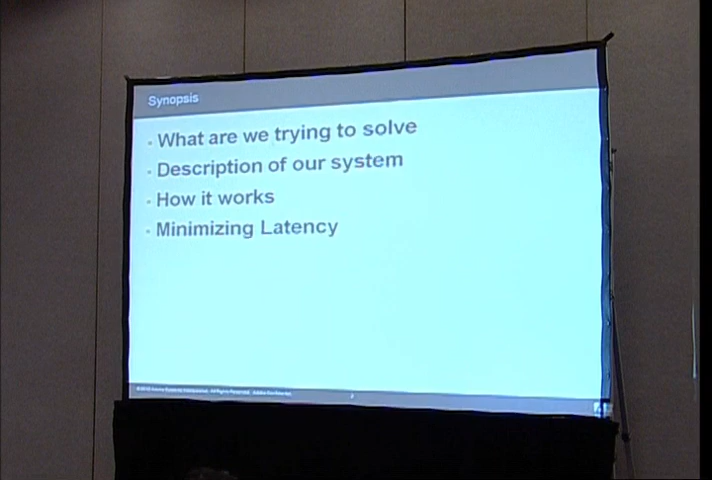 Synopsis
What are we trying to solve
Description of our system
How it works
Minimizing Latency